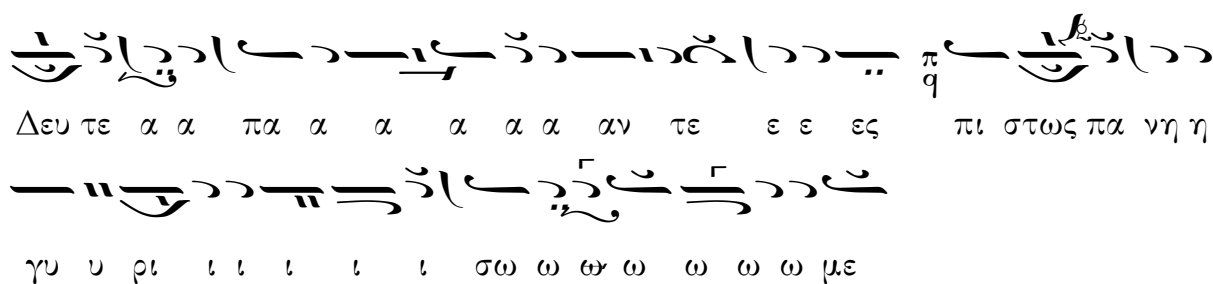 Δευ τε α α πα α α α α α αν τε ε ε ες πι στως πα νη η
γυ υ ρι ι ι ι ι ι σω ω ω ω ω ω ω με